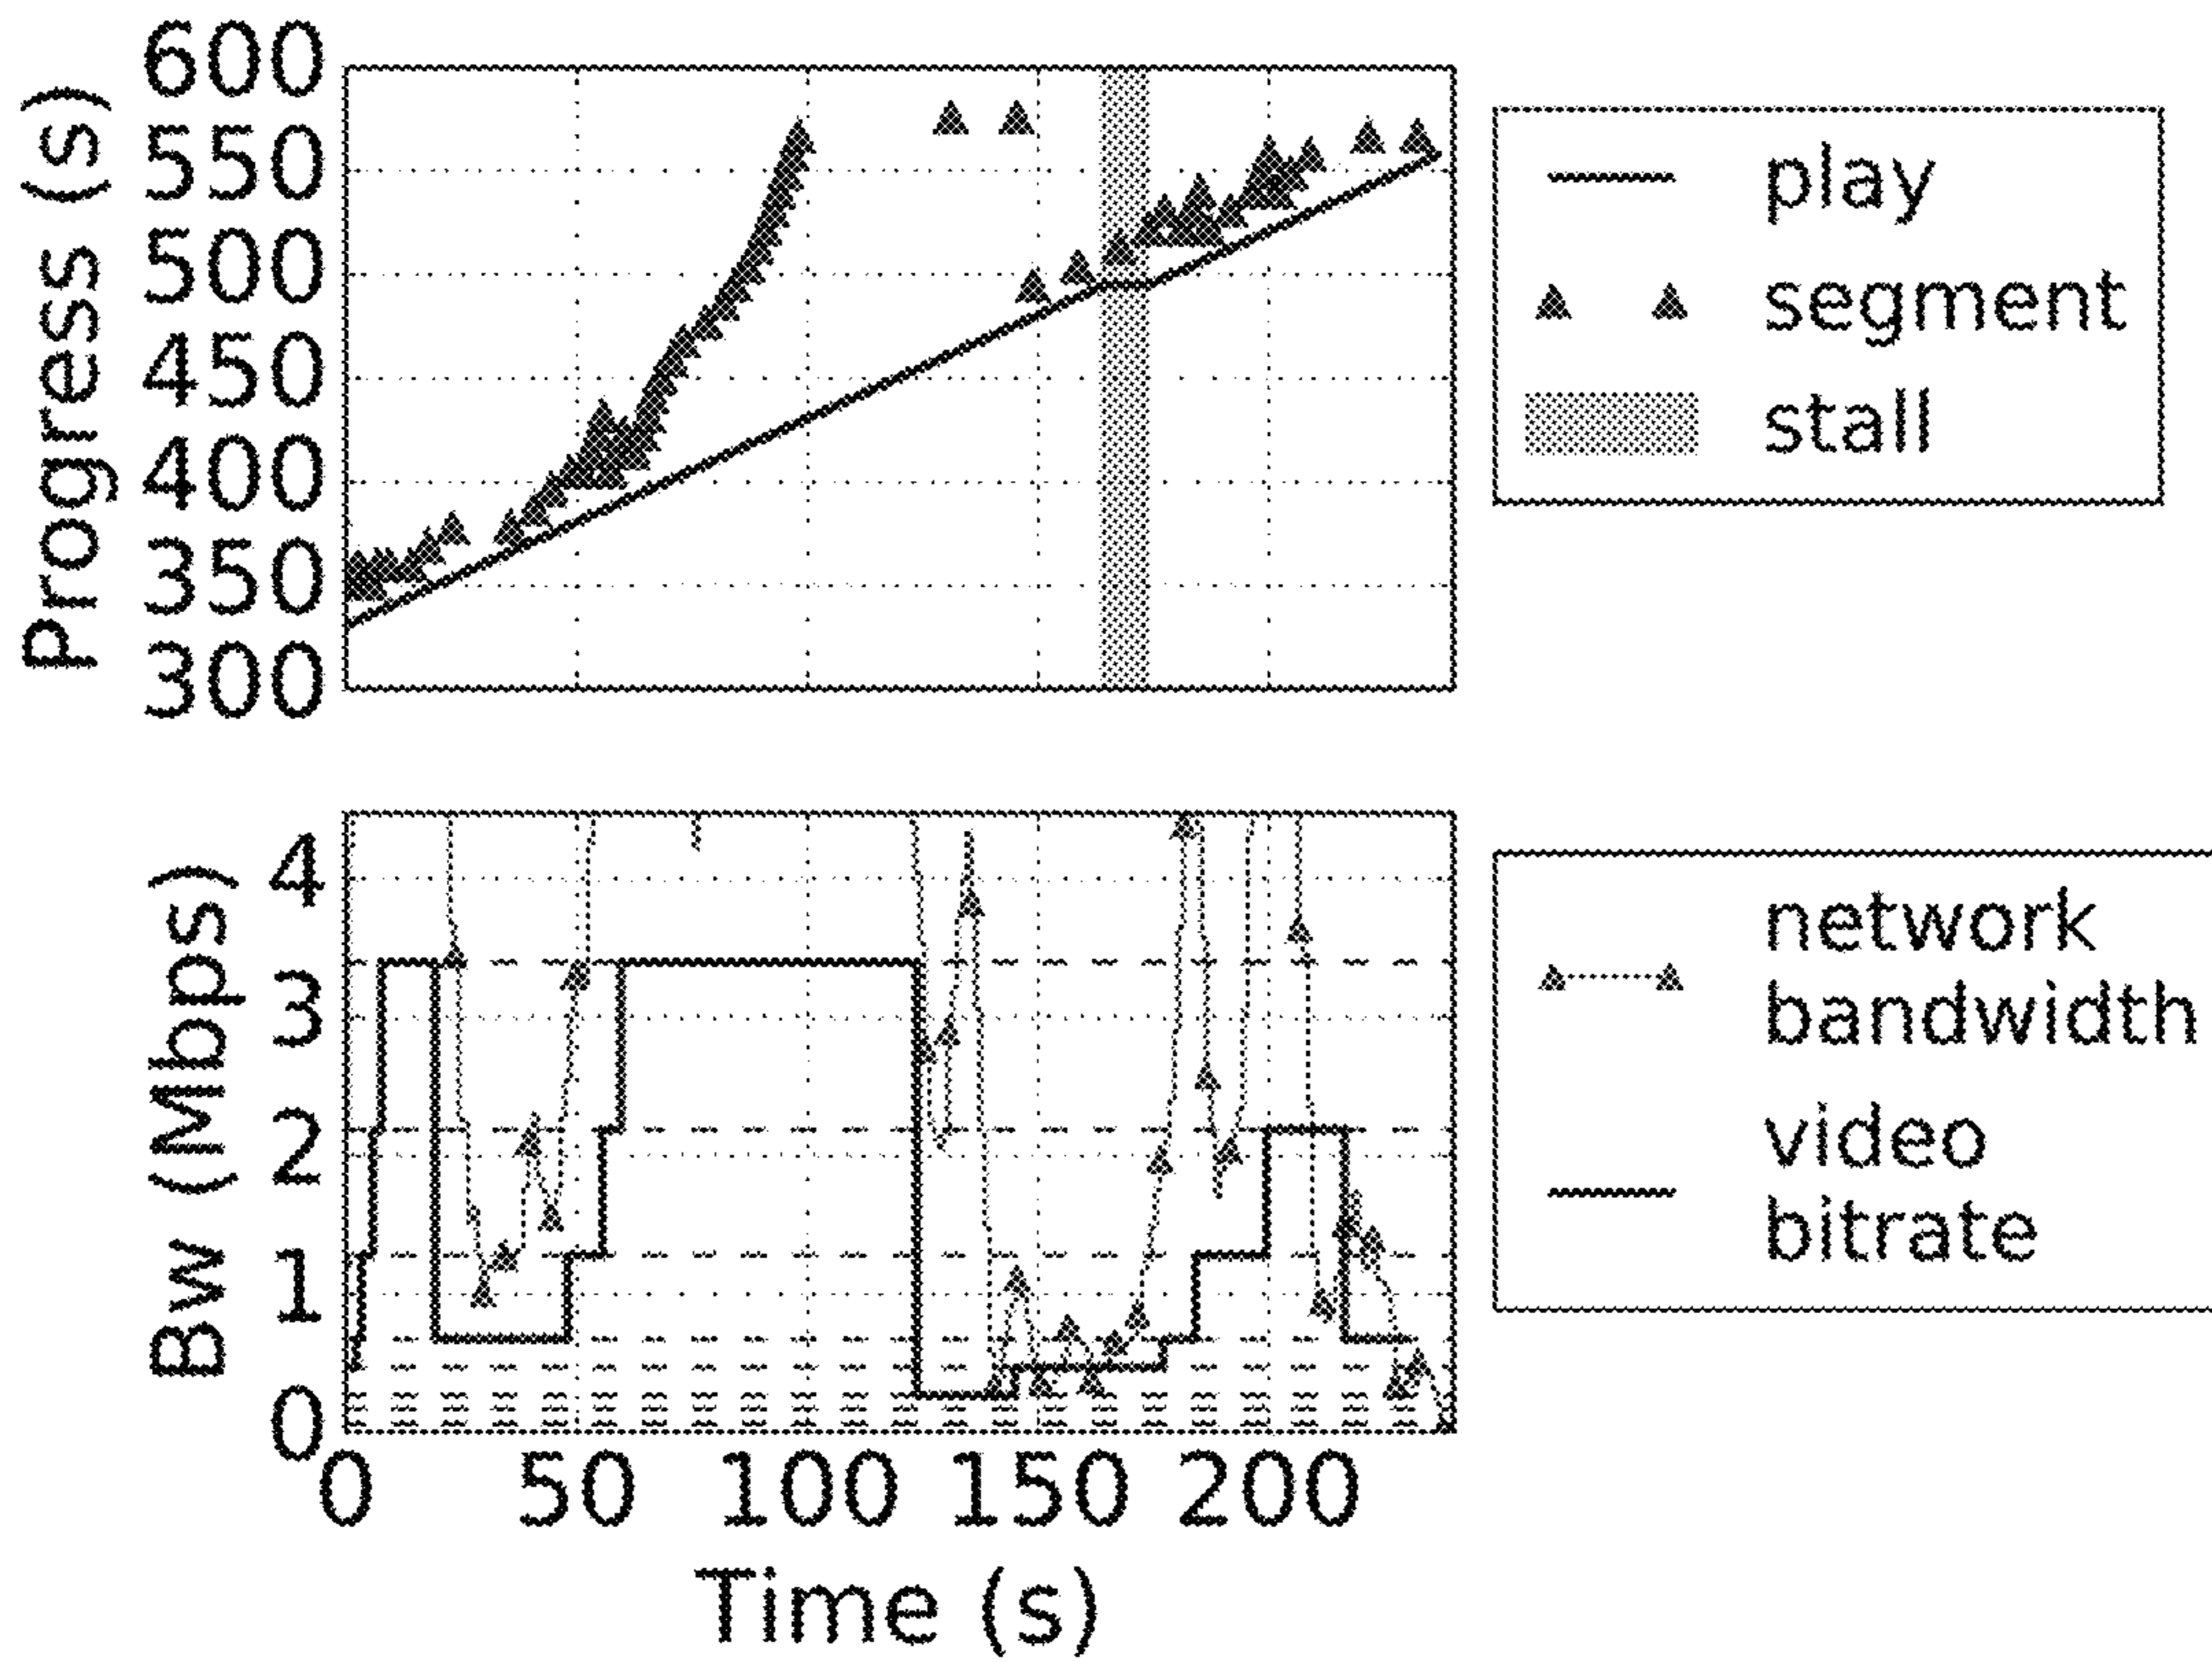 Progress (s)
600
550
500
450
400
350
300
play
segment
stall
Bw (Mbps)
4
3
2
1
0
0 50 100 150 200
Time (s)
network
bandwidth
video
bitrate